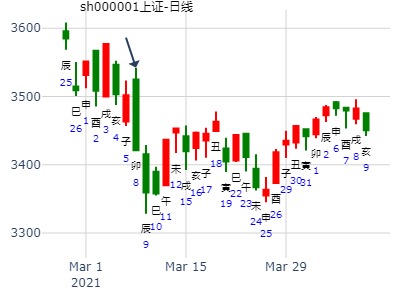 sh000001上证-日线
3600
3500
3400
3300
辰
25
巳
26
申
1
酉
2
戌
3
亥
4
子
5
卯
8
辰
9
巳
10
午
11
未
12
戌
15
亥
16
子
17
丑
18
寅
19
巳
22
午
23
未
24
申
25
酉
26
子
29
丑
30
寅
31
卯
1
辰
2
申
6
酉
7
戌
8
亥
9
Mar 1
2021
Mar 15
Mar 29